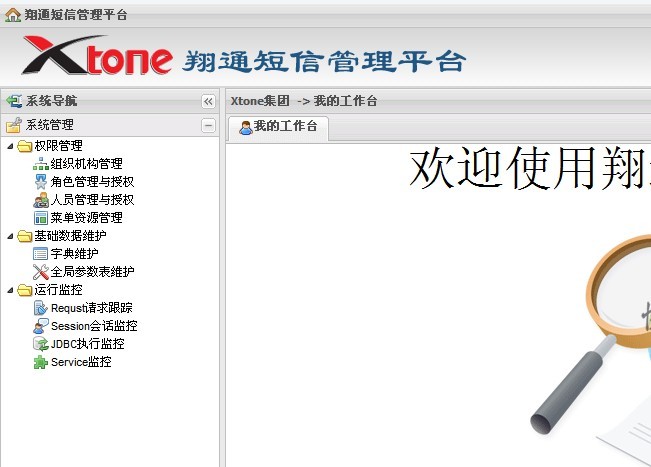 翔通短信管理平台
Xtone 翔通短信管理平台
系统导航
Xtone集团 -> 我的工作台
系统管理
我的工作台
权限管理
组织机构管理
角色管理与授权
人员管理与授权
菜单资源管理
基础数据维护
字典维护
全局参数表维护
运行监控
Requst请求跟踪
Session会话监控
JDBC执行监控
Service监控
欢迎使用翔